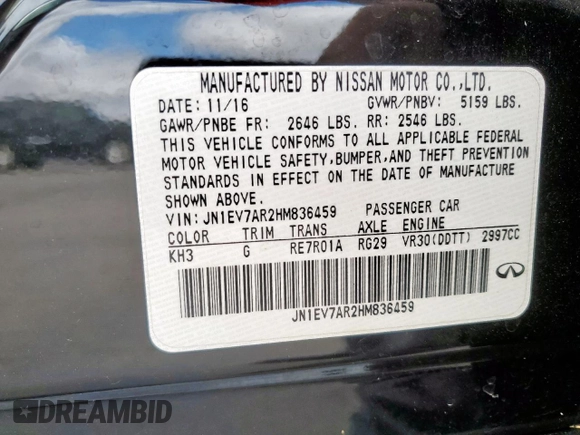 MANUFACTURED BY NISSAN MOTOR CO.,LTD.
DATE: 11/16 GVWR/PNBV: 5159 LBS.
GAWR/PNBE FR: 2646 LBS. RR: 2546 LBS.
THIS VEHICLE CONFORMS TO ALL APPLICABLE FEDERAL
MOTOR VEHICLE SAFETY,BUMPER,AND THEFT PREVENTION
STANDARDS IN EFFECT ON THE DATE OF MANUFACTURE
SHOWN ABOVE.
VIN: JN1EV7AR2HM836459 PASSENGER CAR
COLOR TRIM TRANS AXLE ENGINE
KH3 G RE7R01A RG29 VR30(DDTT) 2997CC
JN1EV7AR2HM836459
DREAMBID